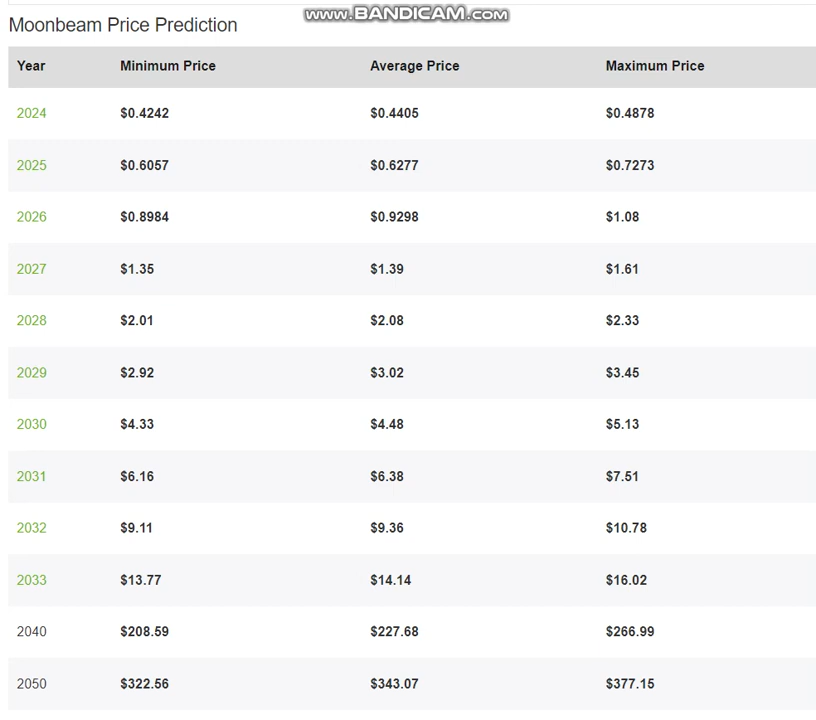 www.BANDICAM.com
Moonbeam Price Prediction
Year Minimum Price Average Price Maximum Price
2024 $0.4242 $0.4405 $0.4878
2025 $0.6057 $0.6277 $0.7273
2026 $0.8984 $0.9298 $1.08
2027 $1.35 $1.39 $1.61
2028 $2.01 $2.08 $2.33
2029 $2.92 $3.02 $3.45
2030 $4.33 $4.48 $5.13
2031 $6.16 $6.38 $7.51
2032 $9.11 $9.36 $10.78
2033 $13.77 $14.14 $16.02
2040 $208.59 $227.68 $266.99
2050 $322.56 $343.07 $377.15